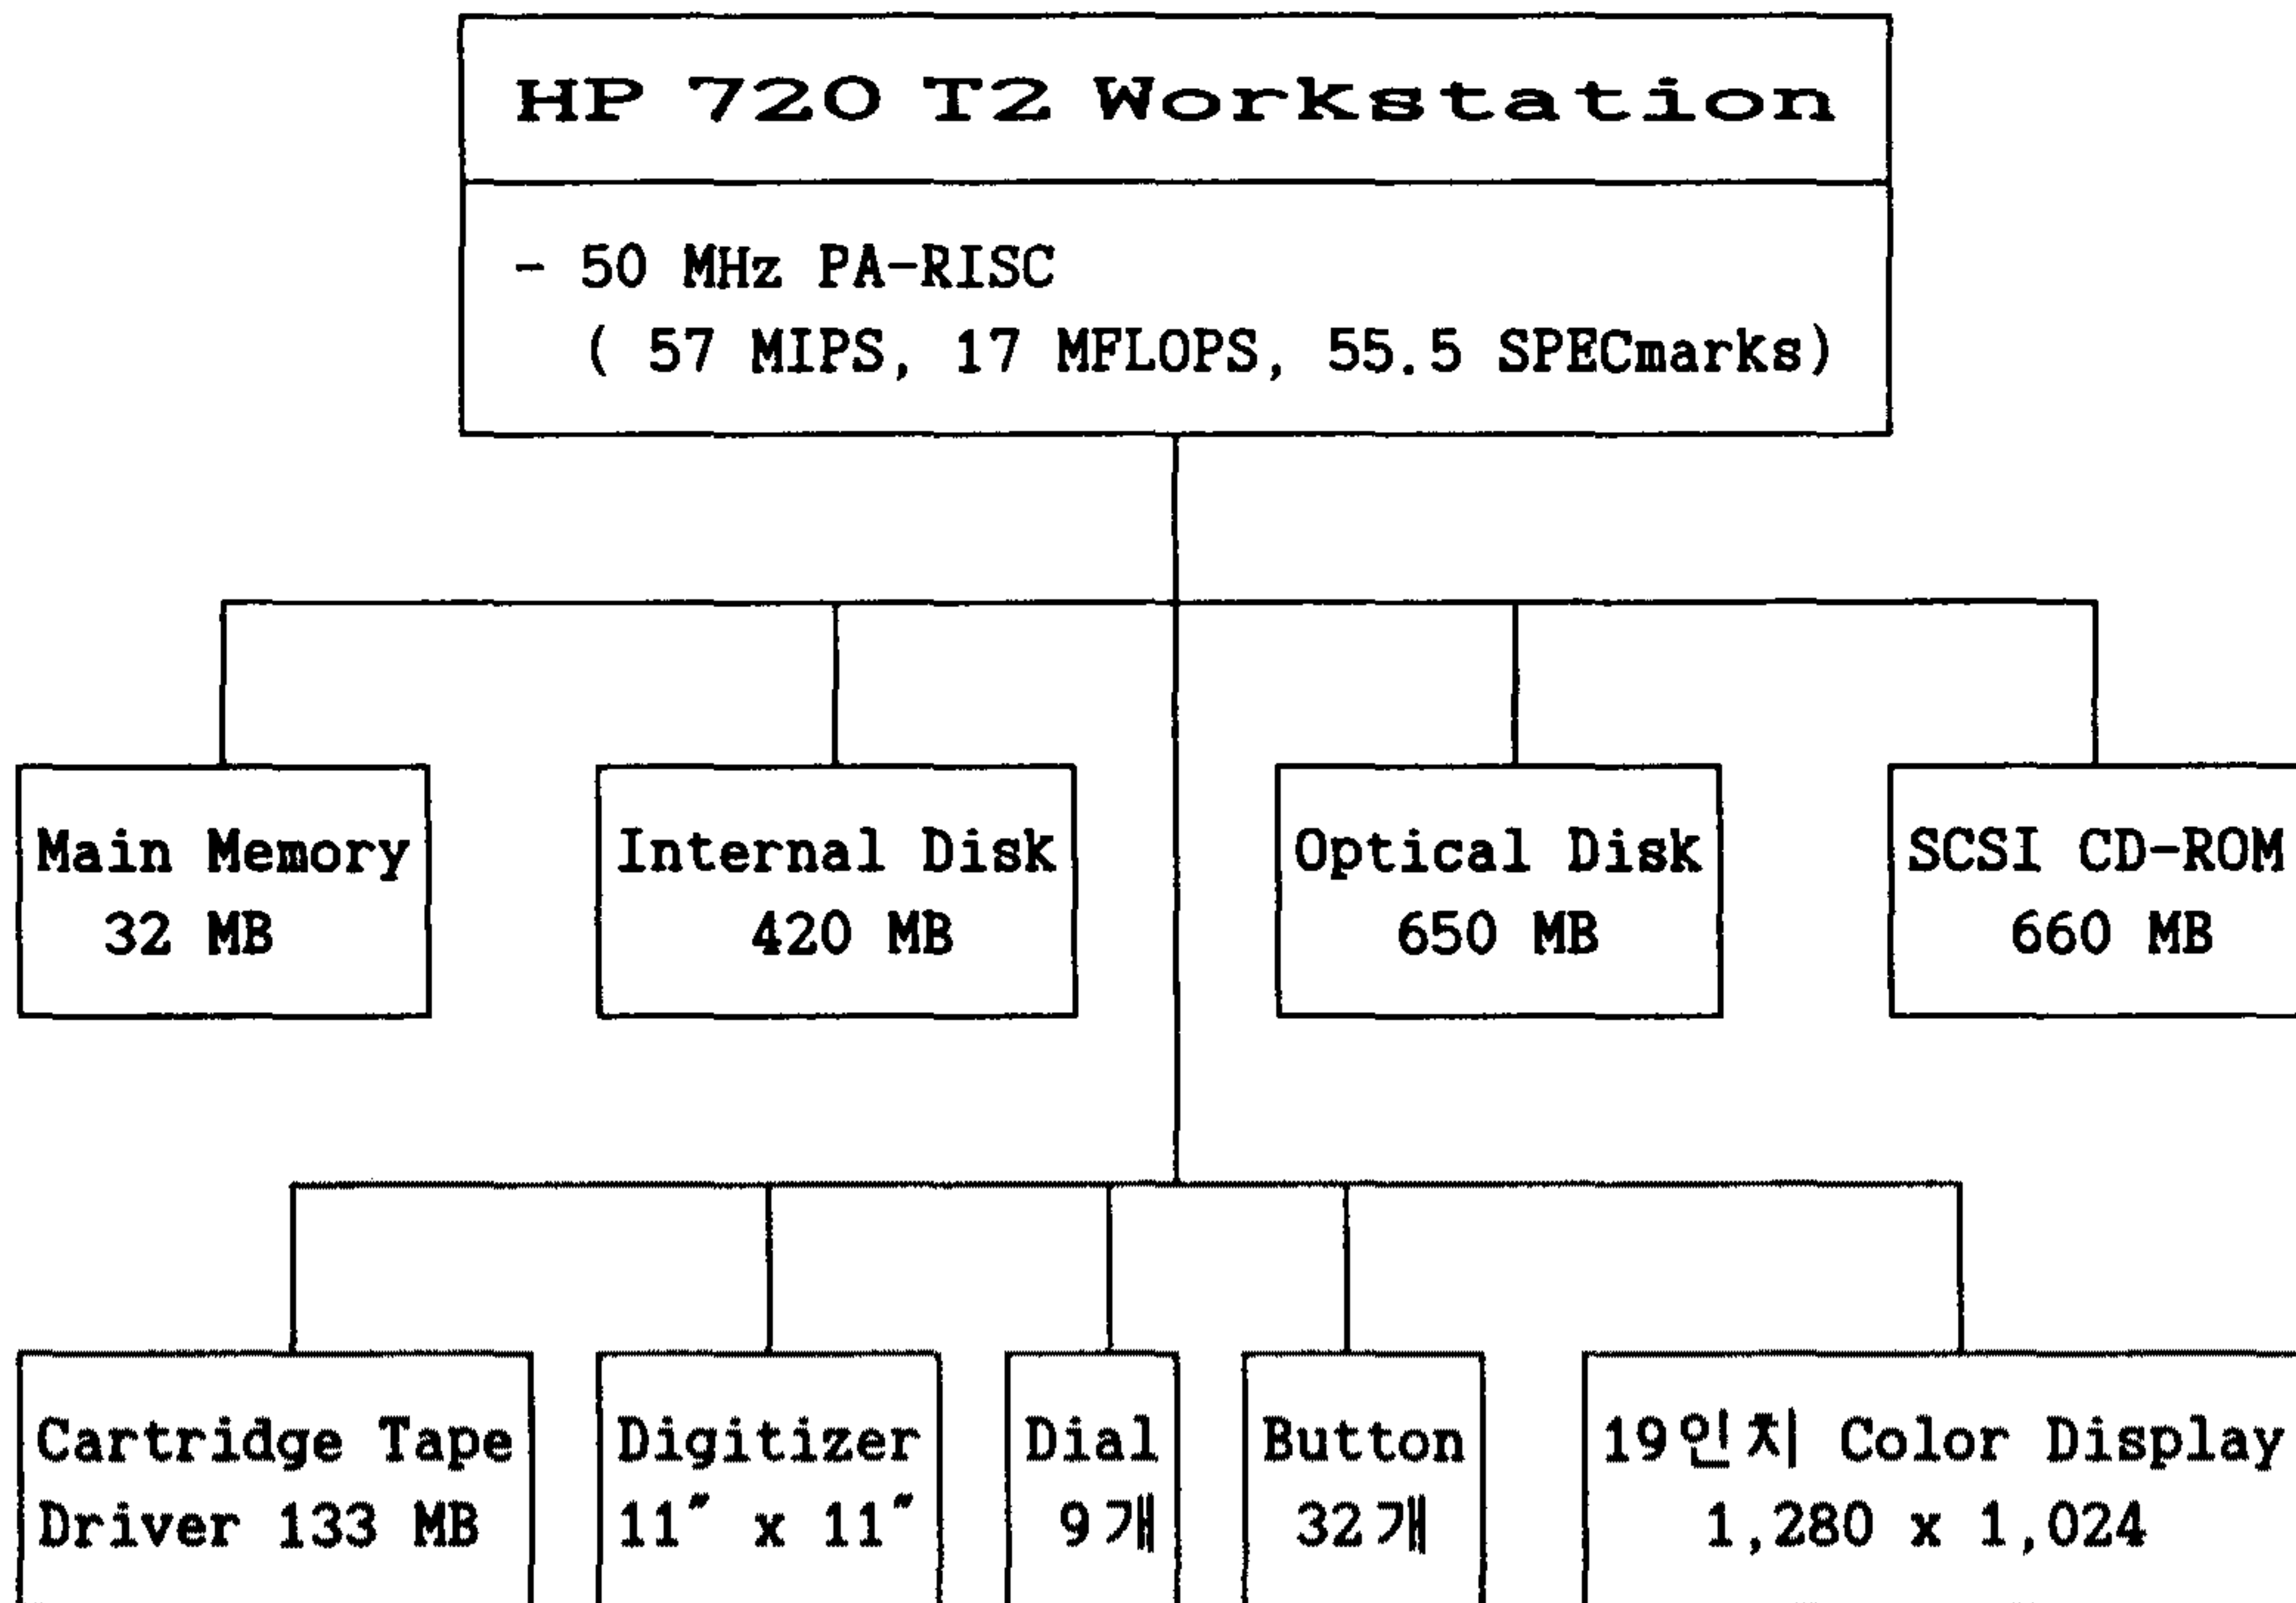 HP 720 T2 Workstation
- 50 MHz PA-RISC
( 57 MIPS, 17 MFLOPS, 55.5 SPECmarks)
Main Memory
32 MB
Internal Disk
420 MB
Optical Disk
650 MB
SCSI CD-ROM
660 MB
Cartridge Tape
Driver 133 MB
Digitizer
11" x 11"
Dial
9개
Button
32개
19인치 Color Display
1,280 x 1,024